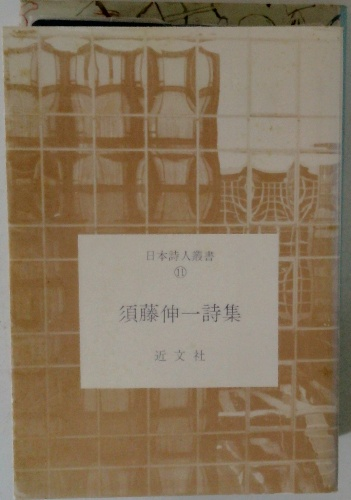 日本詩人叢書
⑪
須藤伸一詩集
近文社